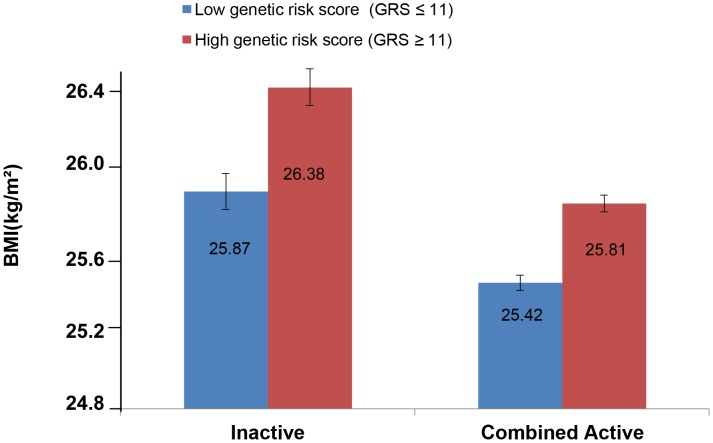 Low genetic risk score (GRS ≤ 11)
High genetic risk score (GRS ≥ 11)
BMI(kg/m²)
26.4
26.0
25.6
25.2
24.8
25.87
26.38
25.42
25.81
Inactive
Combined Active